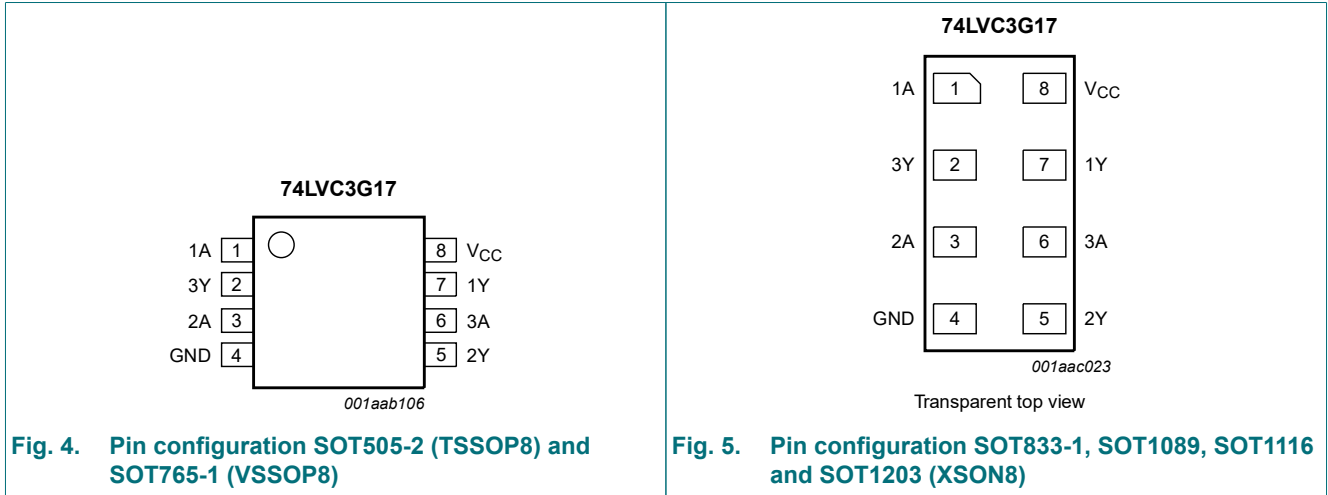 74LVC3G17
1A 1 8 VCC
3Y 2 7 1Y
2A 3 6 3A
GND 4 5 2Y
001aab106
Fig. 4. Pin configuration SOT505-2 (TSSOP8) and
SOT765-1 (VSSOP8)
74LVC3G17
1A 1 8 VCC
3Y 2 7 1Y
2A 3 6 3A
GND 4 5 2Y
001aac023
Transparent top view
Fig. 5. Pin configuration SOT833-1, SOT1089, SOT1116
and SOT1203 (XSON8)